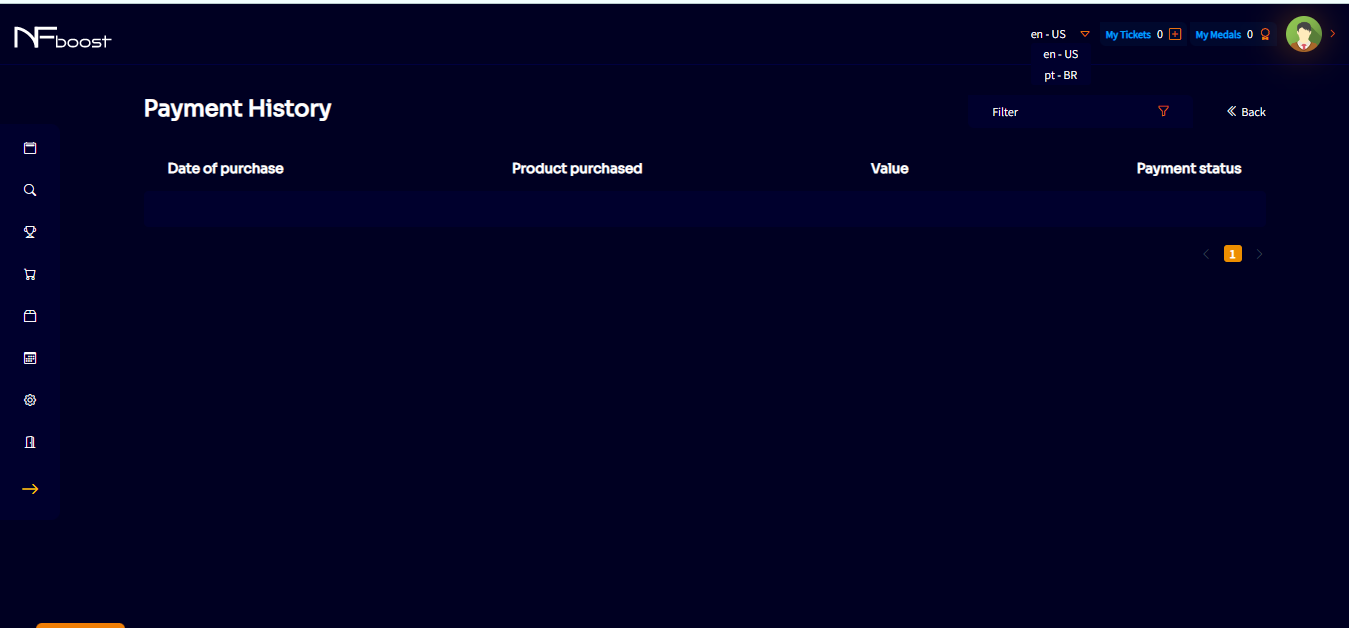 NFboost
en - US
My Tickets 0
My Medals 0
en - US
pt - BR
Payment History
Filter
Back
Date of purchase
Product purchased
Value
Payment status
1